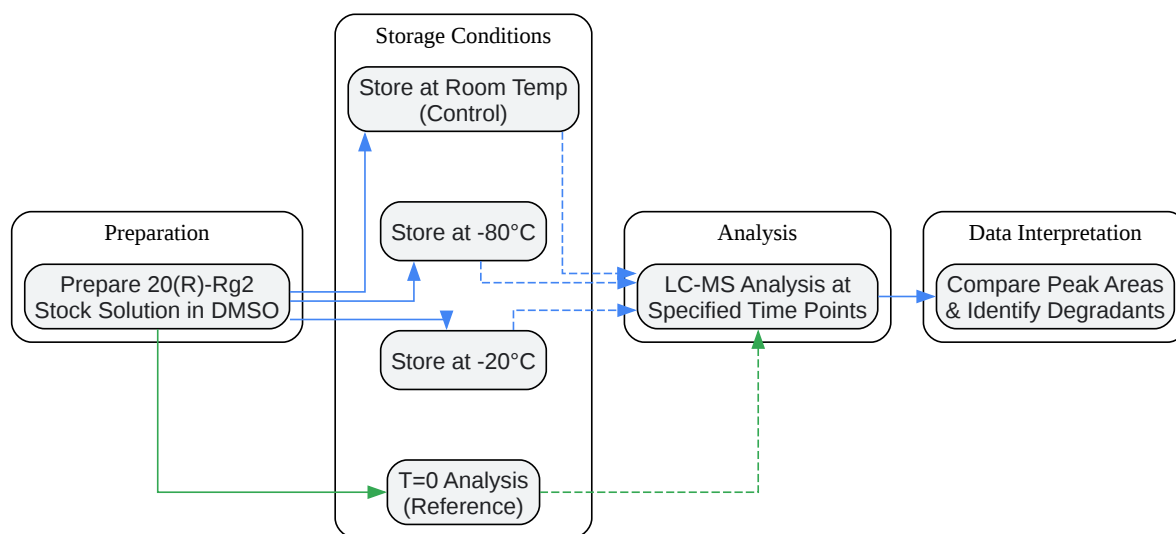 Storage Conditions
Store at Room Temp
(Control)
Preparation
Store at -80°C
Analysis
Data Interpretation
Prepare 20(R)-Rg2
Stock Solution in DMSO
LC-MS Analysis at
Specified Time Points
Compare Peak Areas
& Identify Degradants
Store at -20°C
T=0 Analysis
(Reference)